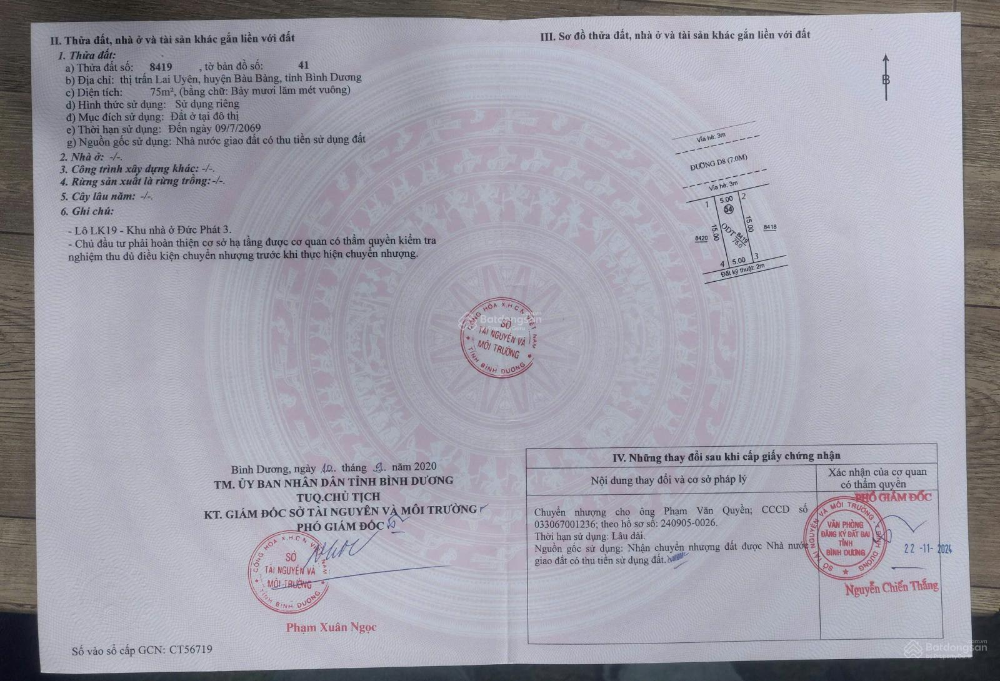 II. Thửa đất, nhà ở và tài sản khác gắn liền với đất
1. Thửa đất:
a) Thửa đất số: 8419 , tờ bản đồ số: 41
b) Địa chỉ: thị trấn Lai Uyên, huyện Bàu Bàng, tỉnh Bình Dương
c) Diện tích: 75m², (bằng chữ: Bảy mươi lăm mét vuông)
d) Hình thức sử dụng: Sử dụng riêng
đ) Mục đích sử dụng: Đất ở tại đô thị
e) Thời hạn sử dụng: Đến ngày 09/7/2069
g) Nguồn gốc sử dụng: Nhà nước giao đất có thu tiền sử dụng đất
2. Nhà ở: -/-.
3. Công trình xây dựng khác: -/-.
4. Rừng sản xuất là rừng trồng:-/-.
5. Cây lâu năm: -/-.
6. Ghi chú:
- Lô LK19 - Khu nhà ở Đức Phát 3.
- Chủ đầu tư phải hoàn thiện cơ sở hạ tầng được cơ quan có thẩm quyền kiểm tra
nghiệm thu đủ điều kiện chuyển nhượng trước khi thực hiện chuyển nhượng.
Bình Dương, ngày 10 tháng 9 năm 2020
TM. ỦY BAN NHÂN DÂN TỈNH BÌNH DƯƠNG
TUQ.CHỦ TỊCH
KT. GIÁM ĐỐC SỞ TÀI NGUYÊN VÀ MÔI TRƯỜNG
PHÓ GIÁM ĐỐC
CỘNG HÒA X.H.C.N VIỆT NAM
SỞ
TÀI NGUYÊN VÀ
MÔI TRƯỜNG
TỈNH BÌNH DƯƠNG
Phạm Xuân Ngọc
Số vào sổ cấp GCN: CT56719
III. Sơ đồ thửa đất, nhà ở và tài sản khác gắn liền với đất
B
Vỉa hè: 3m
ĐƯỜNG D8 (7.0M)
Vỉa hè: 3m
1 5.00 2
54
15.00 ODT 8419 75.0 15.00
8420
8418
4 5.00 3
Đất kỹ thuật: 2m
CỘNG HÒA X.H.C.N VIỆT NAM
SỞ
TÀI NGUYÊN VÀ
MÔI TRƯỜNG
TỈNH BÌNH DƯƠNG
Batdongsan.com.vn
by PropertyGuru
IV. Những thay đổi sau khi cấp giấy chứng nhận
Nội dung thay đổi và cơ sở pháp lý
Xác nhận của cơ quan
có thẩm quyền
Chuyển nhượng cho ông Phạm Văn Quyền; CCCD số
033067001236; theo hồ sơ số: 240905-0026.
Thời hạn sử dụng: Lâu dài.
Nguồn gốc sử dụng: Nhận chuyển nhượng đất được Nhà nước
giao đất có thu tiền sử dụng đất.
PHÓ GIÁM ĐỐC
SỞ TÀI NGUYÊN VÀ MÔI TRƯỜNG T. BÌNH DƯƠNG
VĂN PHÒNG
ĐĂNG KÝ ĐẤT ĐAI
TỈNH
BÌNH DƯƠNG
22 -11- 2024
Nguyễn Chiến Thắng
Batdongsan.com.vn
by PropertyGuru